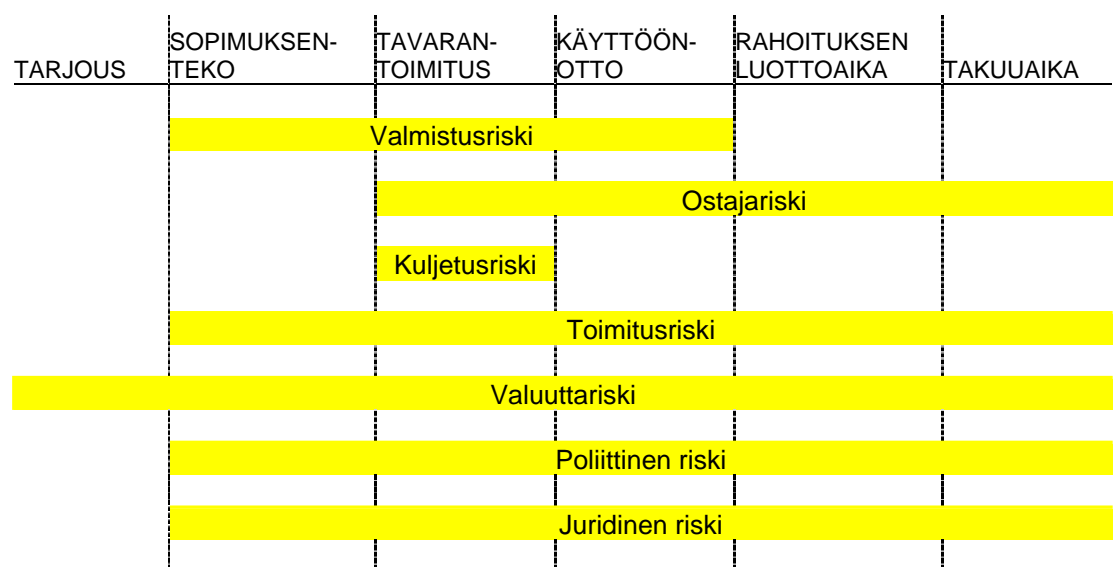 TARJOUS
SOPIMUKSEN-
TEKO
TAVARAN-
TOIMITUS
KÄYTTÖÖN-
OTTO
RAHOITUKSEN
LUOTTOAIKA
TAKUUAIKA
Valmistusriski
Ostajariski
Kuljetusriski
Toimitusriski
Valuuttariski
Poliittinen riski
Juridinen riski